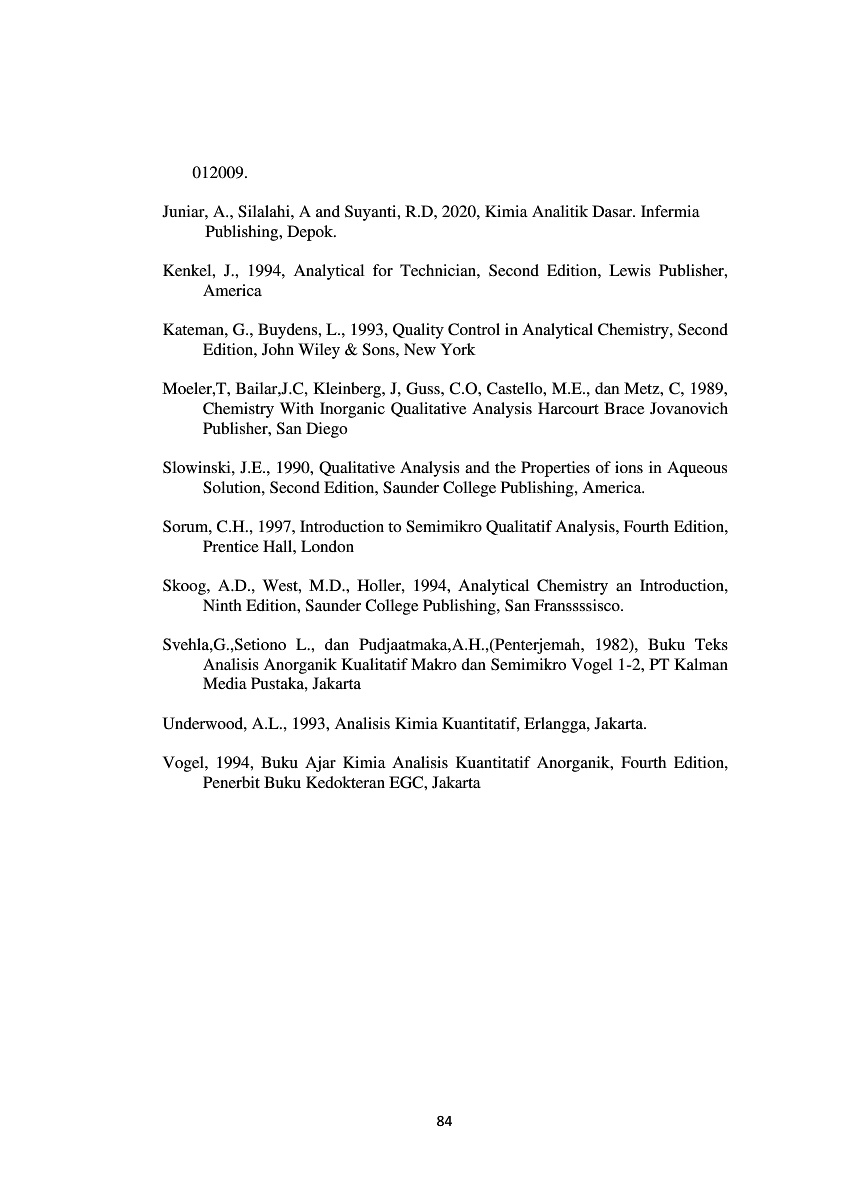 012009.
Juniar, A., Silalahi, A and Suyanti, R.D, 2020, Kimia Analitik Dasar. Infermia
Publishing, Depok.
Kenkel, J., 1994, Analytical for Technician, Second Edition, Lewis Publisher,
America
Kateman, G., Buydens, L., 1993, Quality Control in Analytical Chemistry, Second
Edition, John Wiley & Sons, New York
Moeler,T, Bailar,J.C, Kleinberg, J, Guss, C.O, Castello, M.E., dan Metz, C, 1989,
Chemistry With Inorganic Qualitative Analysis Harcourt Brace Jovanovich
Publisher, San Diego
Slowinski, J.E., 1990, Qualitative Analysis and the Properties of ions in Aqueous
Solution, Second Edition, Saunder College Publishing, America.
Sorum, C.H., 1997, Introduction to Semimikro Qualitatif Analysis, Fourth Edition,
Prentice Hall, London
Skoog, A.D., West, M.D., Holler, 1994, Analytical Chemistry an Introduction,
Ninth Edition, Saunder College Publishing, San Franssssisco.
Svehla,G.,Setiono L., dan Pudjaatmaka,A.H.,(Penterjemah, 1982), Buku Teks
Analisis Anorganik Kualitatif Makro dan Semimikro Vogel 1-2, PT Kalman
Media Pustaka, Jakarta
Underwood, A.L., 1993, Analisis Kimia Kuantitatif, Erlangga, Jakarta.
Vogel, 1994, Buku Ajar Kimia Analisis Kuantitatif Anorganik, Fourth Edition,
Penerbit Buku Kedokteran EGC, Jakarta
84